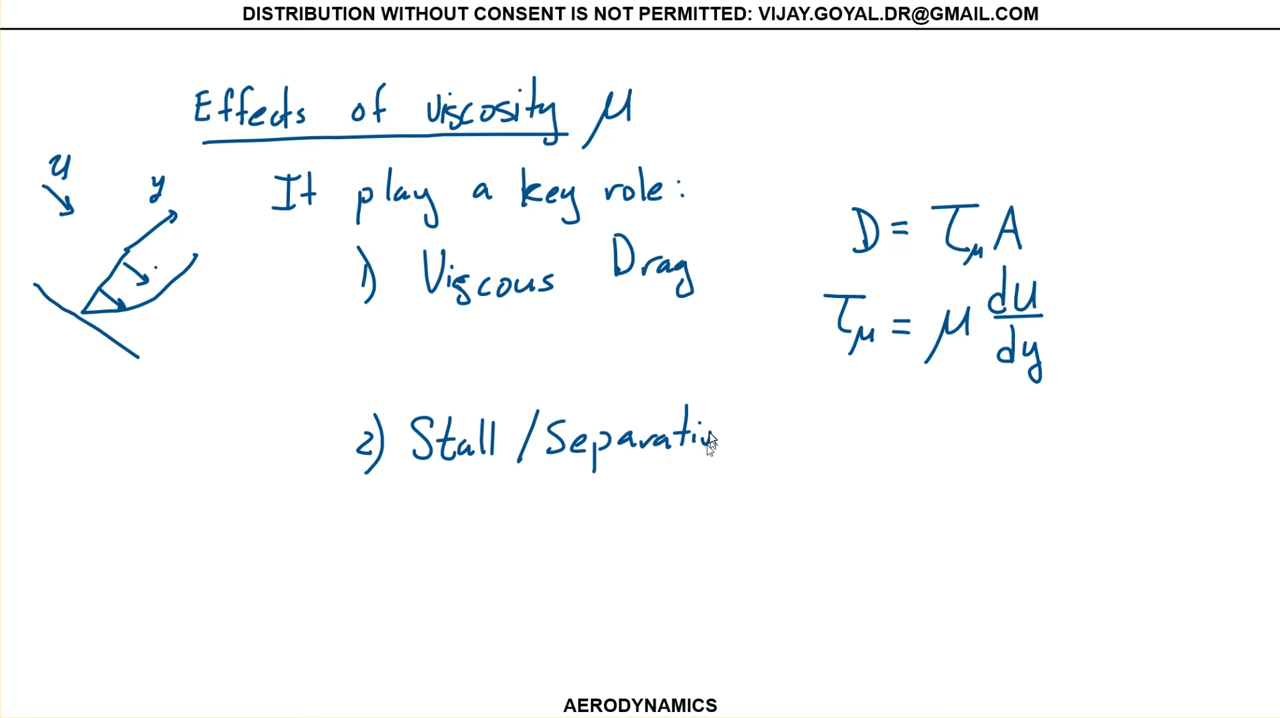 DISTRIBUTION WITHOUT CONSENT IS NOT PERMITTED: VIJAY.GOYAL.DR@GMAIL.COM
Effects of viscosity μ
It play a key role:
u
y
1) Viscous Drag
D = τμ A
τμ = μ du/dy
2) Stall / Separatio
AERODYNAMICS